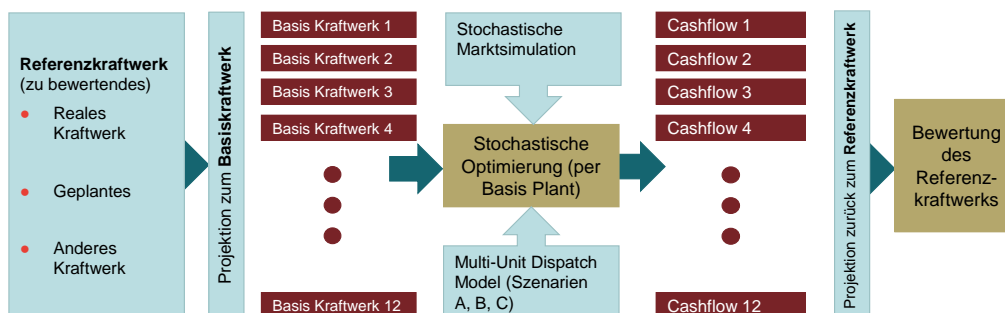 Referenzkraftwerk
(zu bewertendes)
Reales
Kraftwerk
Geplantes
Anderes
Kraftwerk
Projektion zum Basiskraftwerk
Basis Kraftwerk 1
Basis Kraftwerk 2
Basis Kraftwerk 3
Basis Kraftwerk 4
Basis Kraftwerk 12
Stochastische
Marktsimulation
Stochastische
Optimierung (per
Basis Plant)
Multi-Unit Dispatch
Model (Szenarien
A, B, C)
Cashflow 1
Cashflow 2
Cashflow 3
Cashflow 4
Cashflow 12
Projektion zurück zum Referenzkraftwerk
Bewertung
des
Referenz-
kraftwerks